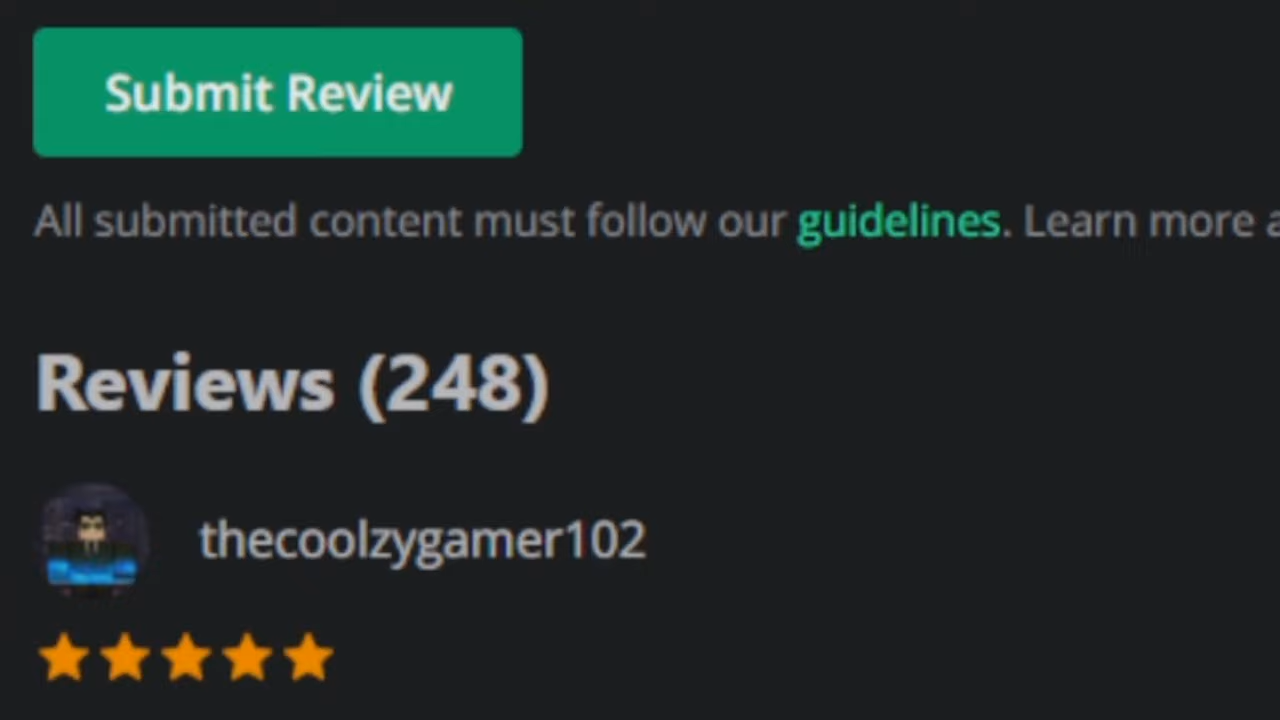 Submit Review
All submitted content must follow our guidelines. Learn more
Reviews (248)
thecoolzygamer102